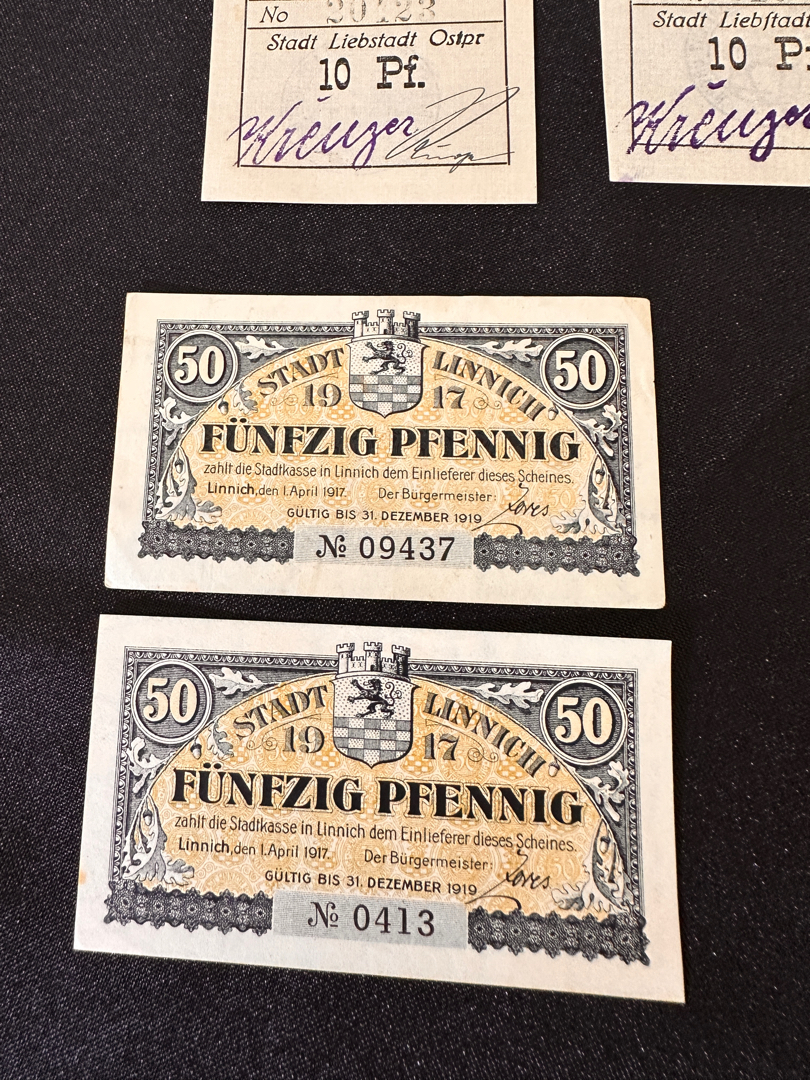 No 20123
Stadt Liebstadt Ostpr
10 Pf.
Kreuzer
Stadt Liebstadt
10 Pf
Kreuzer
50 50
STADT LINNICH
19 17
FÜNFZIG PFENNIG
zahlt die Stadtkasse in Linnich dem Einlieferer dieses Scheines.
Linnich, den 1. April 1917. Der Bürgermeister:
GÜLTIG BIS 31. DEZEMBER 1919
№ 09437
50 50
STADT LINNICH
19 17
FÜNFZIG PFENNIG
zahlt die Stadtkasse in Linnich dem Einlieferer dieses Scheines.
Linnich, den 1. April 1917. Der Bürgermeister:
GÜLTIG BIS 31. DEZEMBER 1919
№ 0413